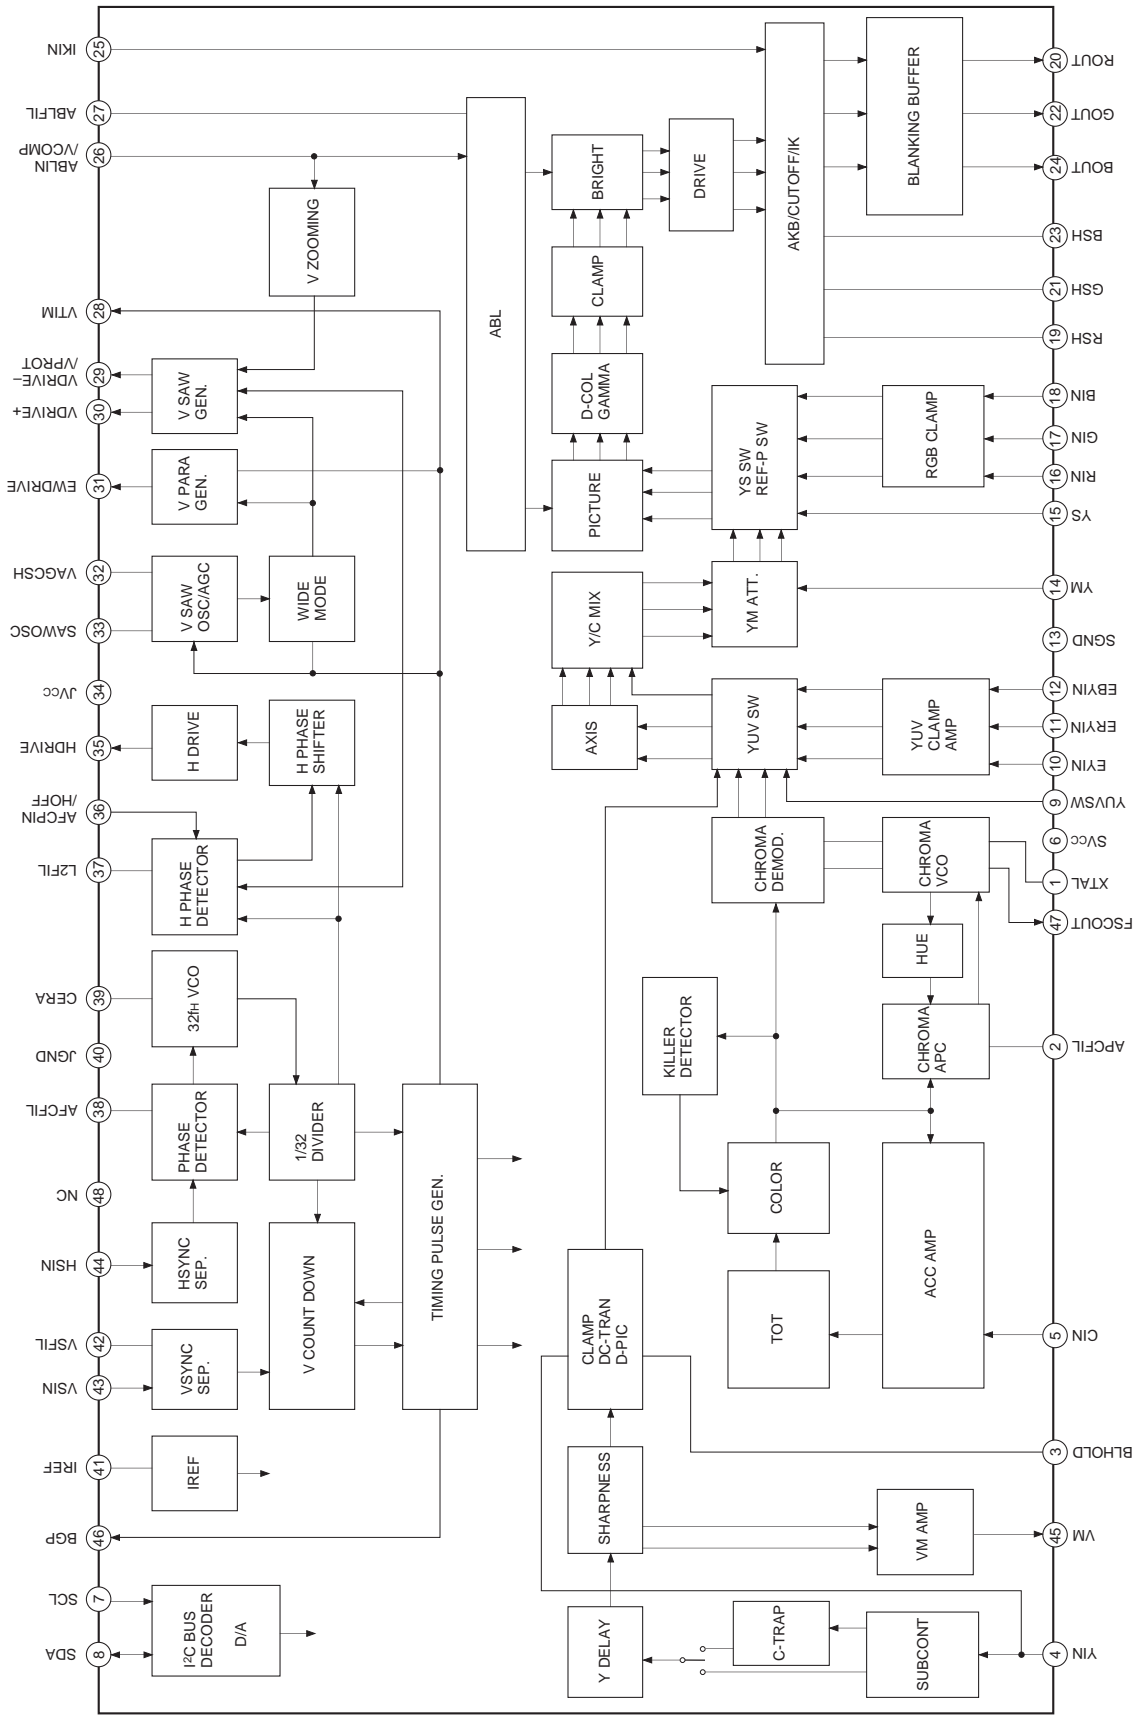 IKIN
25
ABLFIL
27
ABLIN
/VCOMP
26
VTIM
28
VDRIVE–
/VPROT
29
VDRIVE+
30
EWDRIVE
31
VAGCSH
32
SAWOSC
33
JVCC
34
HDRIVE
35
AFCPIN
/HOFF
36
L2FIL
37
CERA
39
JGND
40
AFCFIL
38
NC
48
HSIN
44
VSFIL
42
VSIN
43
IREF
41
BGP
46
SCL
7
SDA
8
V ZOOMING
V SAW
GEN.
V PARA
GEN.
V SAW
OSC/AGC
WIDE
MODE
H DRIVE
H PHASE
SHIFTER
H PHASE
DETECTOR
32fH VCO
PHASE
DETECTOR
1/32
DIVIDER
HSYNC
SEP.
VSYNC
SEP.
V COUNT DOWN
TIMING PULSE GEN.
IREF
I2C BUS
DECODER
D/A
ABL
BRIGHT
DRIVE
CLAMP
D-COL
GAMMA
PICTURE
AKB/CUTOFF/IK
BLANKING BUFFER
YS SW
REF-P SW
RGB CLAMP
Y/C MIX
YM ATT.
AXIS
YUV SW
YUV
CLAMP
AMP
CHROMA
DEMOD.
CHROMA
VCO
HUE
CHROMA
APC
KILLER
DETECTOR
COLOR
TOT
ACC AMP
CLAMP
DC-TRAN
D-PIC
SHARPNESS
VM AMP
Y DELAY
C-TRAP
SUBCONT
20
ROUT
22
GOUT
24
BOUT
23
BSH
21
GSH
19
RSH
18
BIN
17
GIN
16
RIN
15
YS
14
YM
13
SGND
12
EBYIN
11
ERYIN
10
EYIN
9
YUVSW
6
SVCC
1
XTAL
47
FSCOUT
2
APCFIL
5
CIN
3
BLHOLD
45
VM
4
YIN